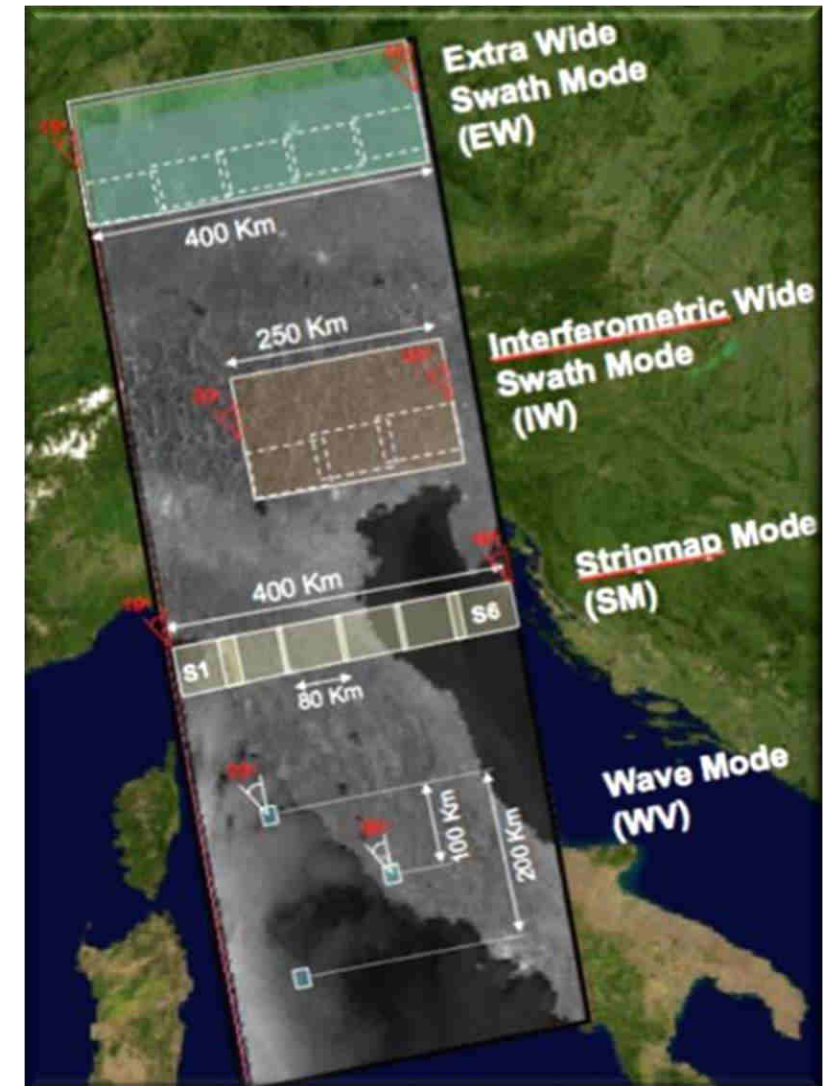 Extra Wide
Swath Mode
(EW)
400 Km
250 Km
Interferometric Wide
Swath Mode
(IW)
Stripmap Mode
(SM)
400 Km
S1
S6
80 Km
Wave Mode
(WV)
100 Km
200 Km